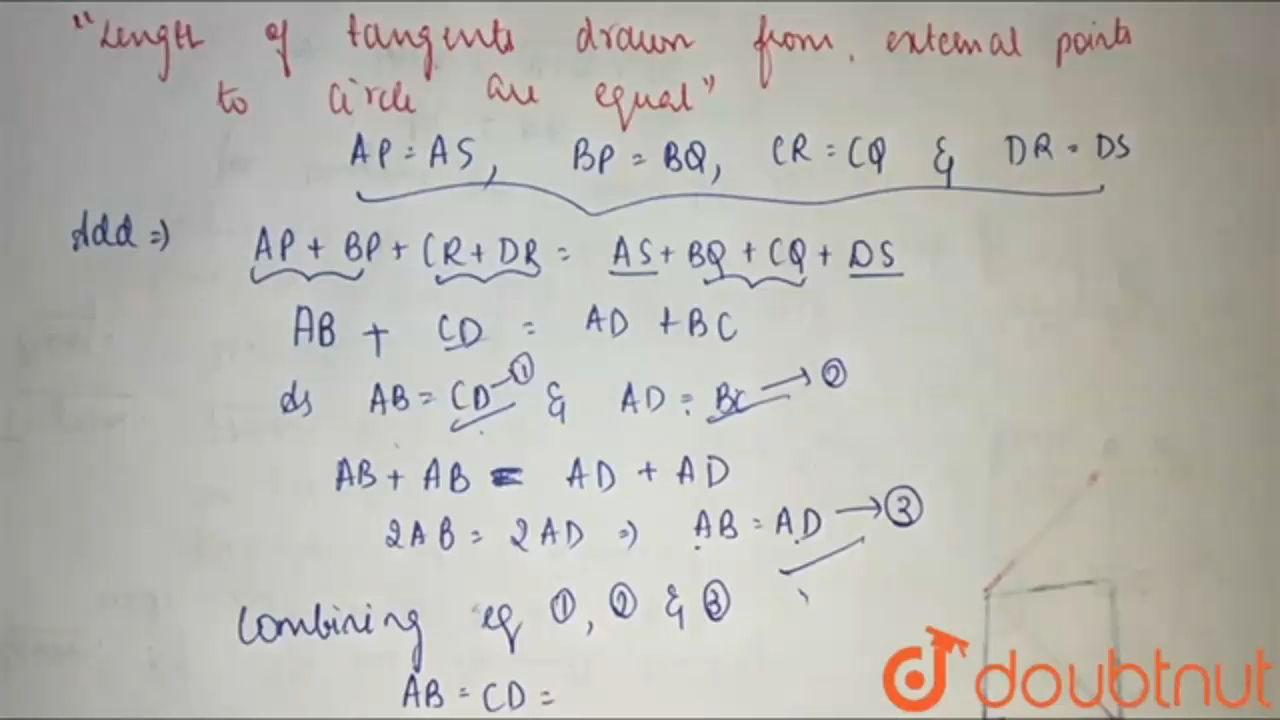 "Length of tangents drawn from external points
to circle are equal"
AP = AS, BP = BQ, CR = CQ & DR = DS
Add ⇒ AP + BP + CR + DR = AS + BQ + CQ + DS
AB + CD = AD + BC
As AB = CD → ① & AD = BC → ②
AB + AB = AD + AD
2AB = 2AD ⇒ AB = AD → ③
Combining eq ①, ② & ③
AB = CD =
doubtnut